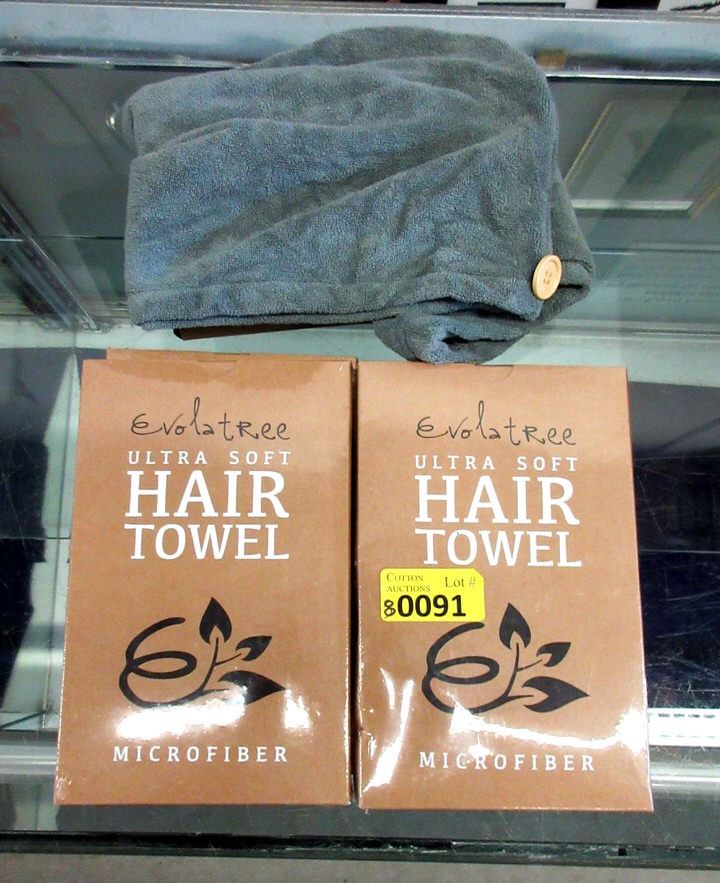 Evolatree
ULTRA SOFT
HAIR
TOWEL
MICROFIBER
Evolatree
ULTRA SOFT
HAIR
TOWEL
COTTON
AUCTIONS
Lot #
80091
MICROFIBER